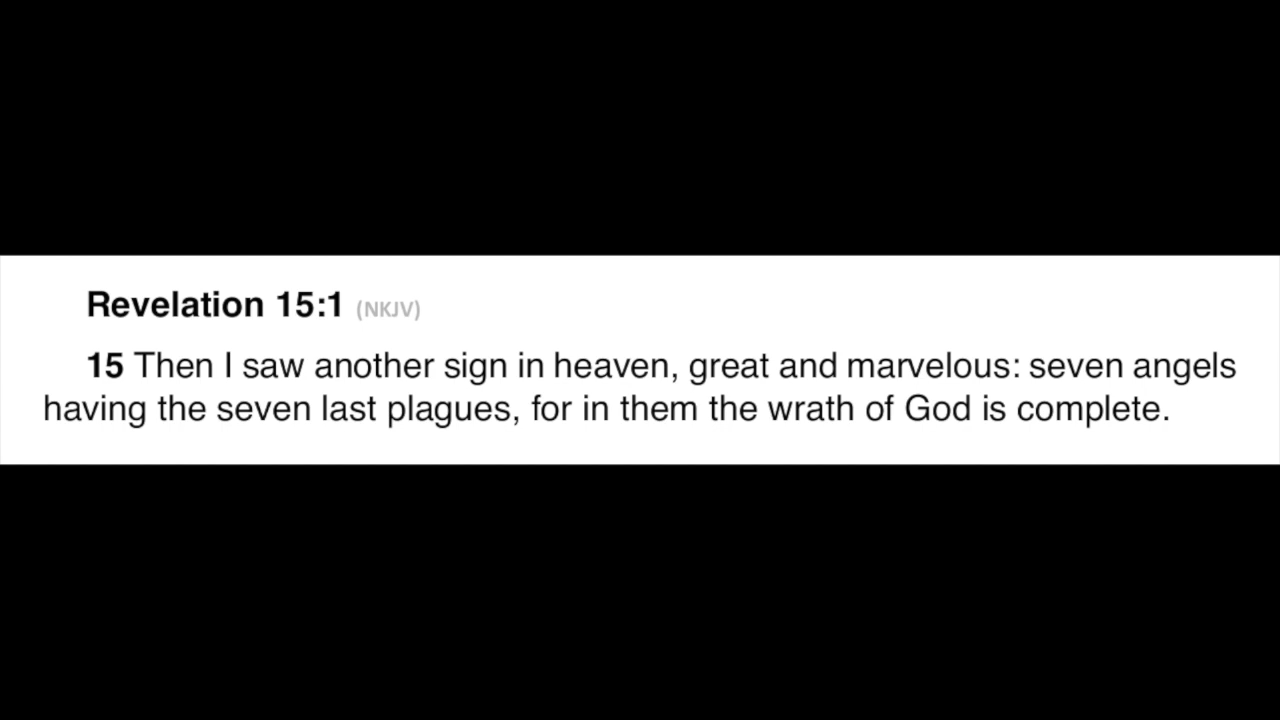 Revelation 15:1 (NKJV)
15 Then I saw another sign in heaven, great and marvelous: seven angels
having the seven last plagues, for in them the wrath of God is complete.